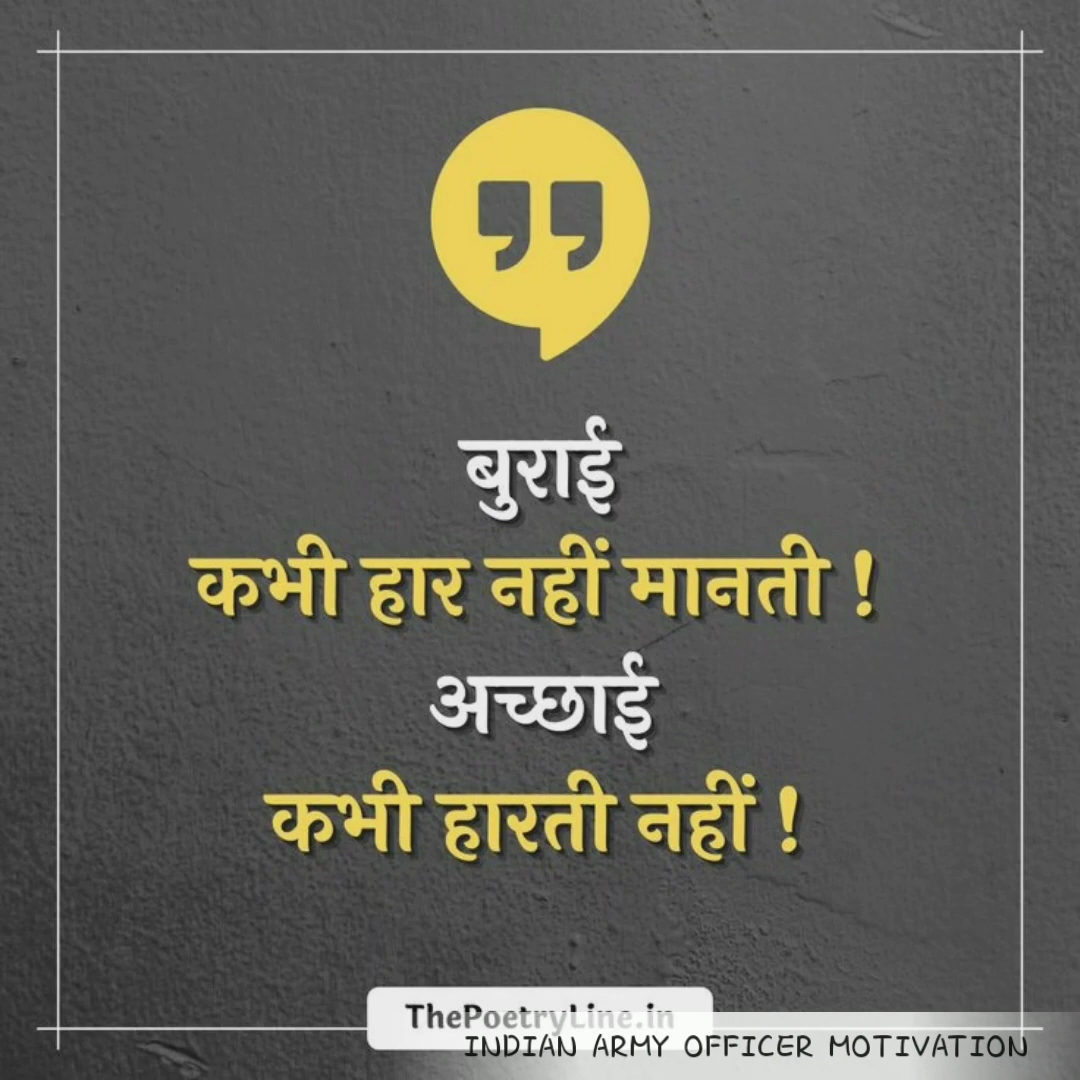 बुराई
कभी हार नहीं मानती !
अच्छाई
कभी हारती नहीं !
ThePoetryLine.in
INDIAN ARMY OFFICER MOTIVATION